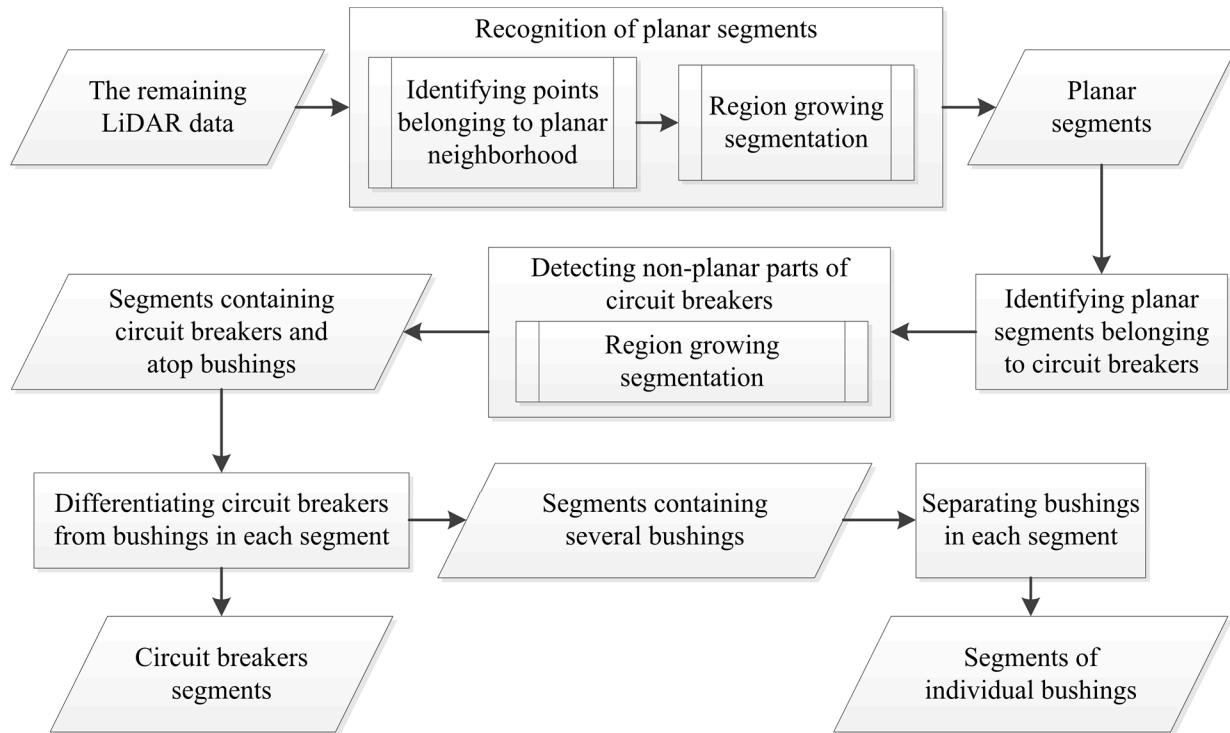 Recognition of planar segments
The remaining
LiDAR data
Identifying points
belonging to planar
neighborhood
Region growing
segmentation
Planar
segments
Identifying planar
segments belonging
to circuit breakers
Detecting non-planar parts of
circuit breakers
Region growing
segmentation
Segments containing
circuit breakers and
atop bushings
Differentiating circuit breakers
from bushings in each segment
Segments containing
several bushings
Separating bushings
in each segment
Circuit breakers
segments
Segments of
individual bushings